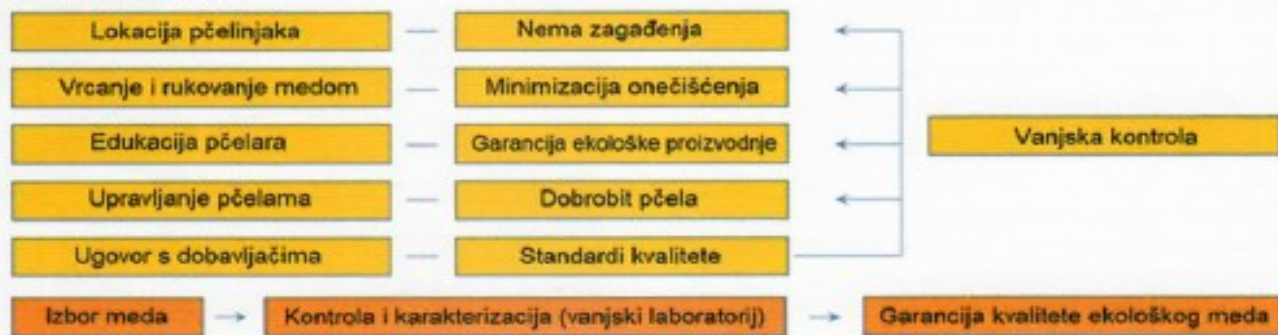 Lokacija pčelinjaka
Nema zagađenja
Vrcanje i rukovanje medom
Minimizacija onečišćenja
Edukacija pčelara
Garancija ekološke proizvodnje
Vanjska kontrola
Upravljanje pčelama
Dobrobit pčela
Ugovor s dobavljačima
Standardi kvalitete
Izbor meda
Kontrola i karakterizacija (vanjski laboratorij)
Garancija kvalitete ekološkog meda